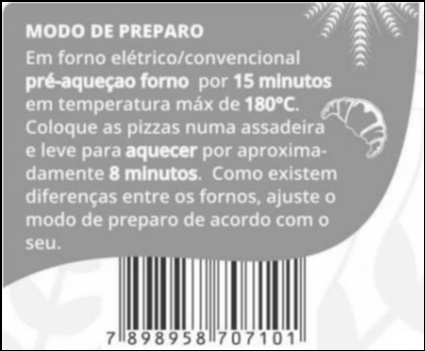 MODO DE PREPARO
Em forno elétrico/convencional
pré-aqueçao forno por 15 minutos
em temperatura máx de 180°C.
Coloque as pizzas numa assadeira
e leve para aquecer por aproxima-
damente 8 minutos. Como existem
diferenças entre os fornos, ajuste o
modo de preparo de acordo com o
seu.
7 898958 707101